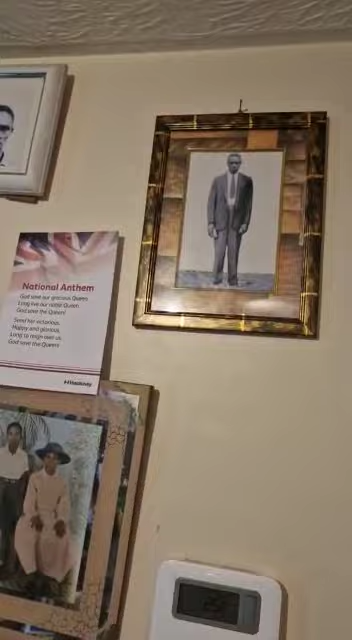 National Anthem
God save our glorious Queen
Long live our noble Queen
God save the Queen!
Send her victorious,
Happy and glorious,
Long to reign over us
God save the Queen!